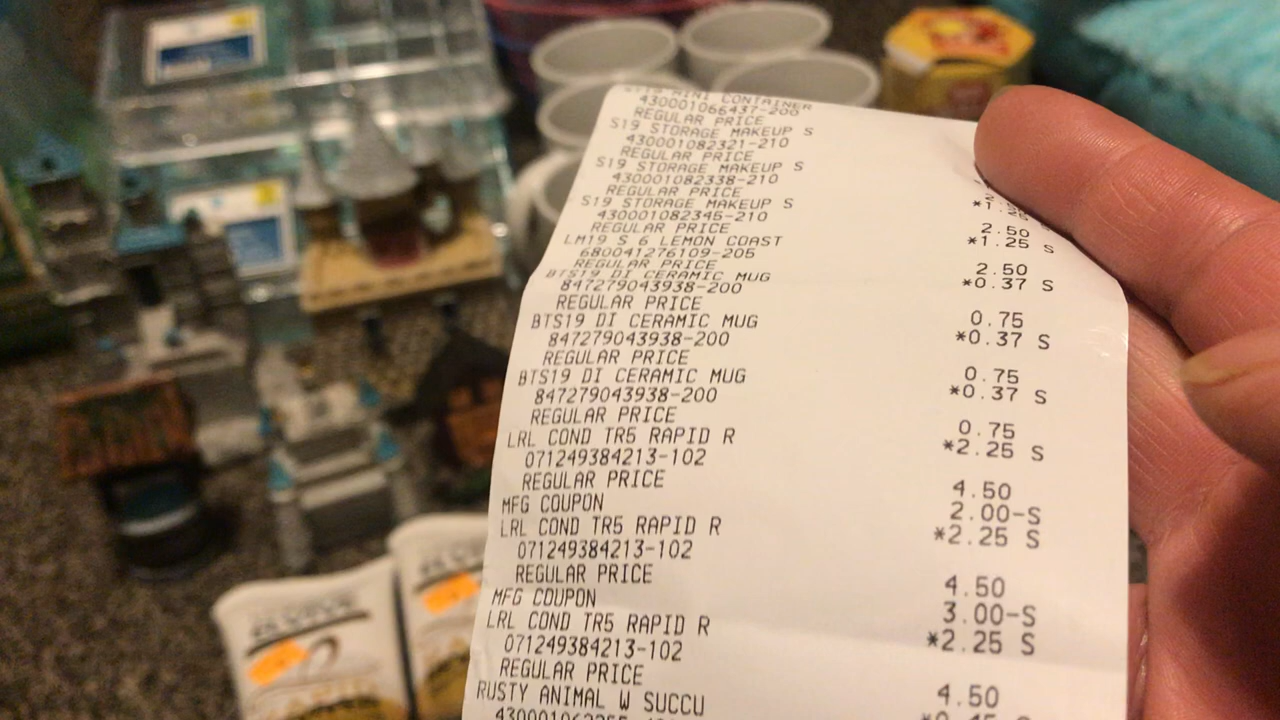 BTS19 MINI CONTAINER
430001066437-200
REGULAR PRICE
S19 STORAGE MAKEUP S
430001082321-210
REGULAR PRICE
S19 STORAGE MAKEUP S
430001082338-210
REGULAR PRICE
S19 STORAGE MAKEUP S
430001082345-210 2.50
REGULAR PRICE *1.25 S
LM19 S 6 LEMON COAST
680041276109-205 2.50
REGULAR PRICE *0.37 S
BTS19 DI CERAMIC MUG
847279043938-200
REGULAR PRICE 0.75
BTS19 DI CERAMIC MUG *0.37 S
847279043938-200
REGULAR PRICE 0.75
BTS19 DI CERAMIC MUG *0.37 S
847279043938-200
REGULAR PRICE 0.75
LRL COND TR5 RAPID R *2.25 S
071249384213-102
REGULAR PRICE 4.50
MFG COUPON 2.00-S
LRL COND TR5 RAPID R *2.25 S
071249384213-102
REGULAR PRICE 4.50
MFG COUPON 3.00-S
LRL COND TR5 RAPID R *2.25 S
071249384213-102
REGULAR PRICE 4.50
RUSTY ANIMAL W SUCCU